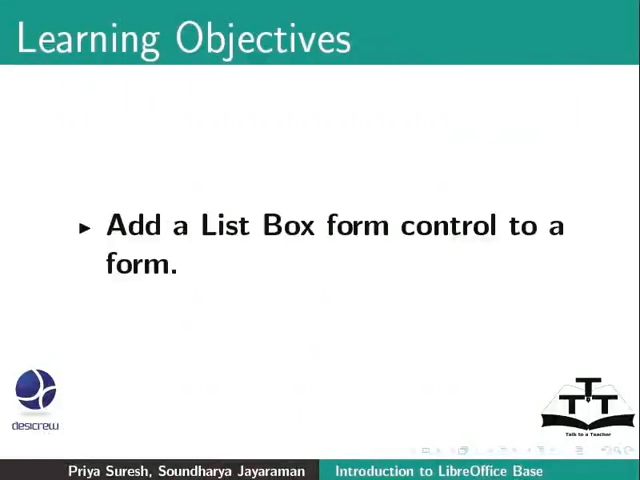 Learning Objectives
▶ Add a List Box form control to a
form.
desicrew
TTT
Talk to a Teacher
Priya Suresh, Soundharya Jayaraman
Introduction to LibreOffice Base